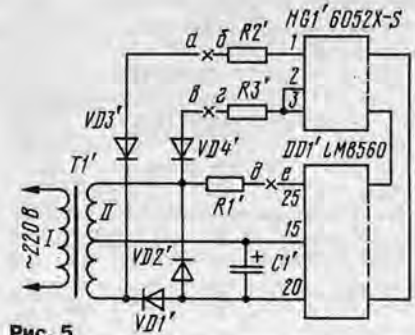 HG1' 6052X-S
а б R2' 1
2
в г R3' 3
VD3' VD4' DD1' LM8560
T1' д е
II R1' 25
~220В I 15
VD2' + C1'
20
VD1'
Рис. 5